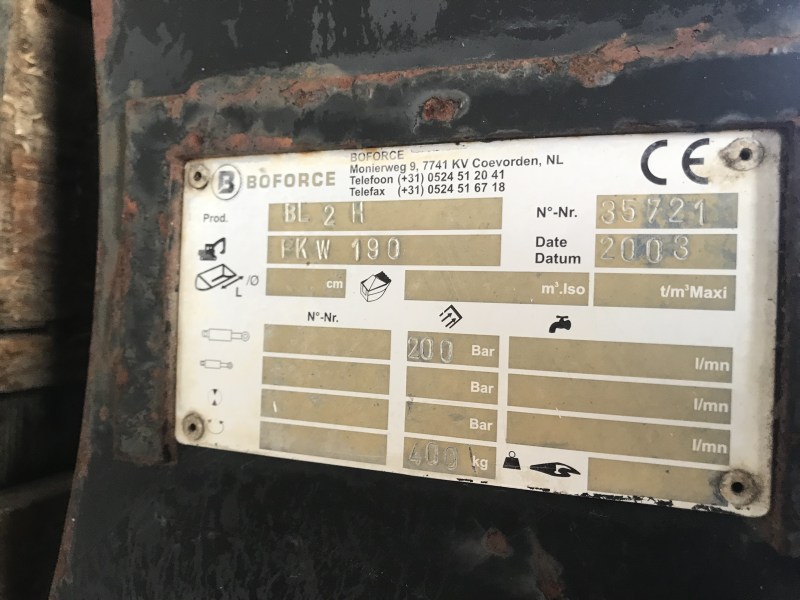 B BOFORCE
BOFORCE
Monierweg 9, 7741 KV Coevorden, NL
Telefoon (+31) 0524 51 20 41
Telefax (+31) 0524 51 67 18
CE
Prod. BL 2 H N°-Nr. 35721
PKW 190 Date Datum 2003
L /Ø cm m³.Iso t/m³Maxi
N°-Nr.
200 Bar l/mn
Bar l/mn
Bar l/mn
400 kg